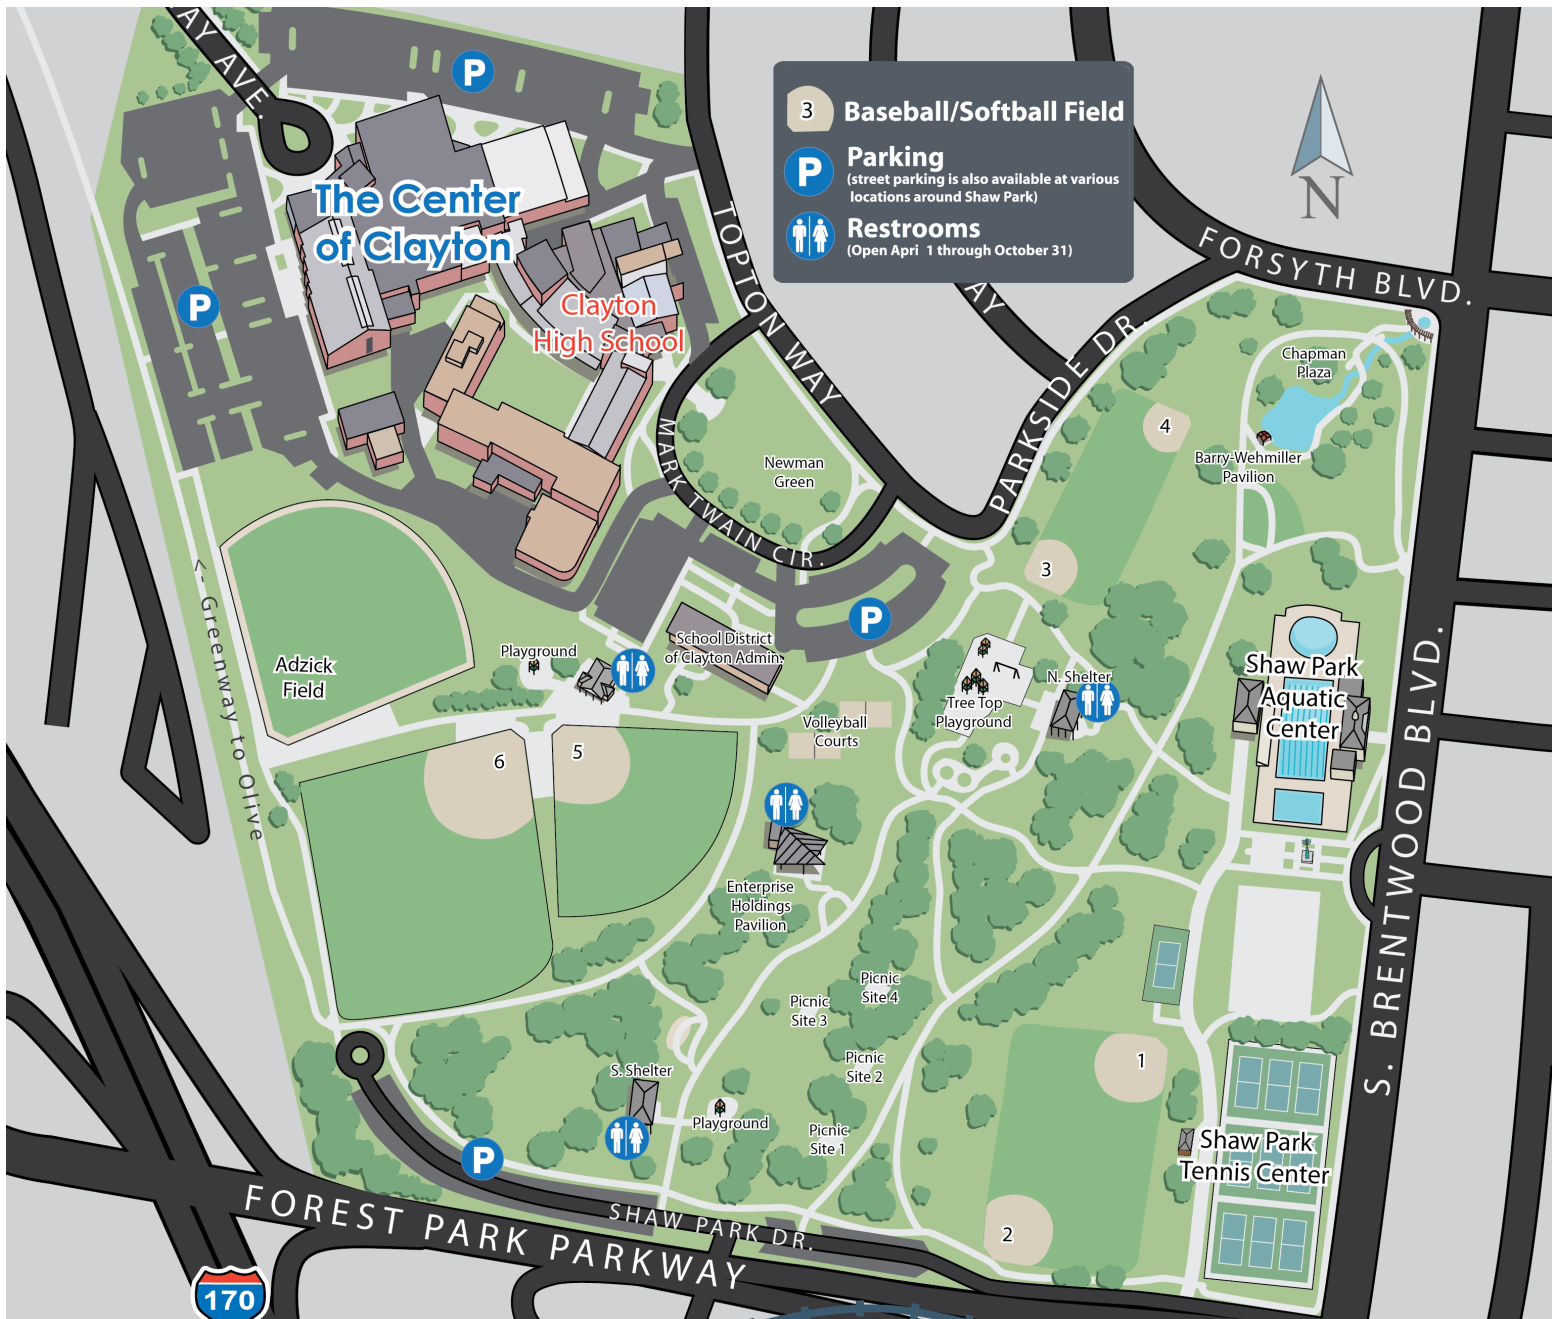 AY AVE.
P
3 Baseball/Softball Field
P Parking
(street parking is also available at various
locations around Shaw Park)
Restrooms
(Open Apri 1 through October 31)
N
The Center
of Clayton
P
Clayton
High School
TOPTON WAY
AY
FORSYTH BLVD.
PARKSIDE DR.
Chapman
Plaza
4
Barry-Wehmiller
Pavilion
Newman
Green
MARK TWAIN CIR.
3
P
<-- Greenway to Olive
Adzick
Field
Playground
School District
of Clayton Admin.
N. Shelter
Tree Top
Playground
Shaw Park
Aquatic
Center
Volleyball
Courts
6
5
S. BRENTWOOD BLVD.
Enterprise
Holdings
Pavilion
Picnic
Site 4
Picnic
Site 3
Picnic
Site 2
1
S. Shelter
Playground
Picnic
Site 1
Shaw Park
Tennis Center
P
2
SHAW PARK DR.
FOREST PARK PARKWAY
170